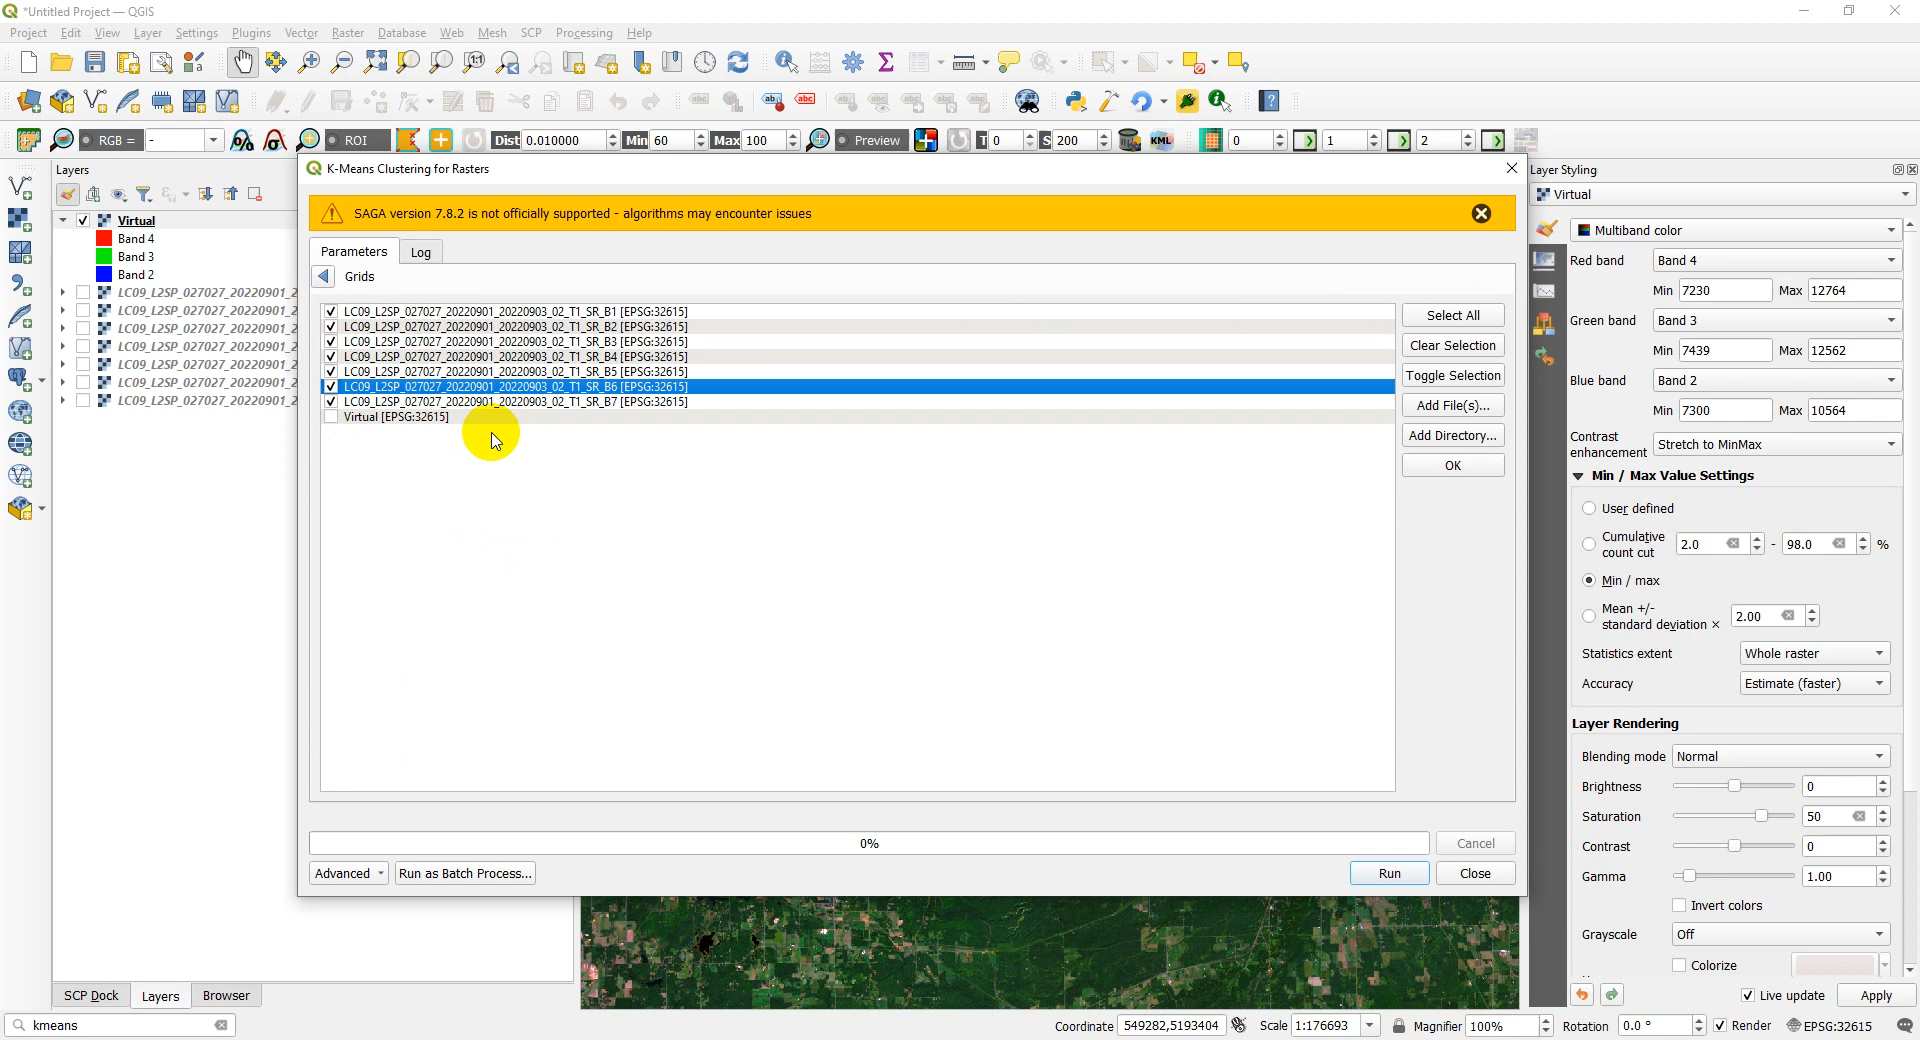 *Untitled Project — QGIS
Project Edit View Layer Settings Plugins Vector Raster Database Web Mesh SCP Processing Help
RGB = - ROI Dist 0.010000 Min 60 Max 100 Preview T 0 S 200 KML 0 1 2
Layers
Virtual
Band 4
Band 3
Band 2
LC09_L2SP_027027_20220901_2
LC09_L2SP_027027_20220901_2
LC09_L2SP_027027_20220901_2
LC09_L2SP_027027_20220901_2
LC09_L2SP_027027_20220901_2
LC09_L2SP_027027_20220901_2
LC09_L2SP_027027_20220901_2
K-Means Clustering for Rasters
SAGA version 7.8.2 is not officially supported - algorithms may encounter issues
Parameters Log
Grids
LC09_L2SP_027027_20220901_20220903_02_T1_SR_B1 [EPSG:32615]
LC09_L2SP_027027_20220901_20220903_02_T1_SR_B2 [EPSG:32615]
LC09_L2SP_027027_20220901_20220903_02_T1_SR_B3 [EPSG:32615]
LC09_L2SP_027027_20220901_20220903_02_T1_SR_B4 [EPSG:32615]
LC09_L2SP_027027_20220901_20220903_02_T1_SR_B5 [EPSG:32615]
LC09_L2SP_027027_20220901_20220903_02_T1_SR_B6 [EPSG:32615]
LC09_L2SP_027027_20220901_20220903_02_T1_SR_B7 [EPSG:32615]
Virtual [EPSG:32615]
Select All
Clear Selection
Toggle Selection
Add File(s)...
Add Directory...
OK
0%
Cancel
Advanced Run as Batch Process... Run Close
Layer Styling
Virtual
Multiband color
Red band Band 4
Min 7230 Max 12764
Green band Band 3
Min 7439 Max 12562
Blue band Band 2
Min 7300 Max 10564
Contrast enhancement Stretch to MinMax
Min / Max Value Settings
User defined
Cumulative count cut 2.0 - 98.0 %
Min / max
Mean +/- standard deviation × 2.00
Statistics extent Whole raster
Accuracy Estimate (faster)
Layer Rendering
Blending mode Normal
Brightness 0
Saturation 50
Contrast 0
Gamma 1.00
Invert colors
Grayscale Off
Colorize
Live update Apply
SCP Dock Layers Browser
kmeans
Coordinate 549282,5193404 Scale 1:176693 Magnifier 100% Rotation 0.0 ° Render EPSG:32615